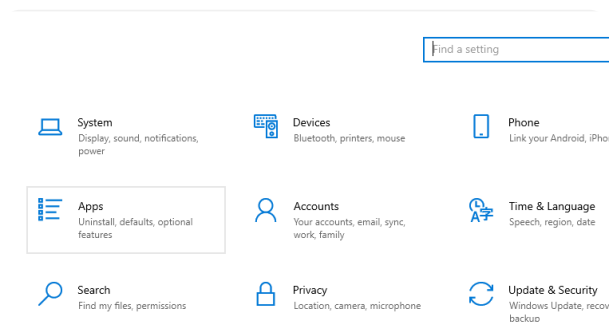 Find a setting
System
Display, sound, notifications,
power
Devices
Bluetooth, printers, mouse
Phone
Link your Android,
Apps
Uninstall, defaults, optional
features
Accounts
Your accounts, email, sync,
work, family
Time & Language
Speech, region, date
Search
Find my files, permissions
Privacy
Location, camera, microphone
Update & Security
Windows Update,
backup